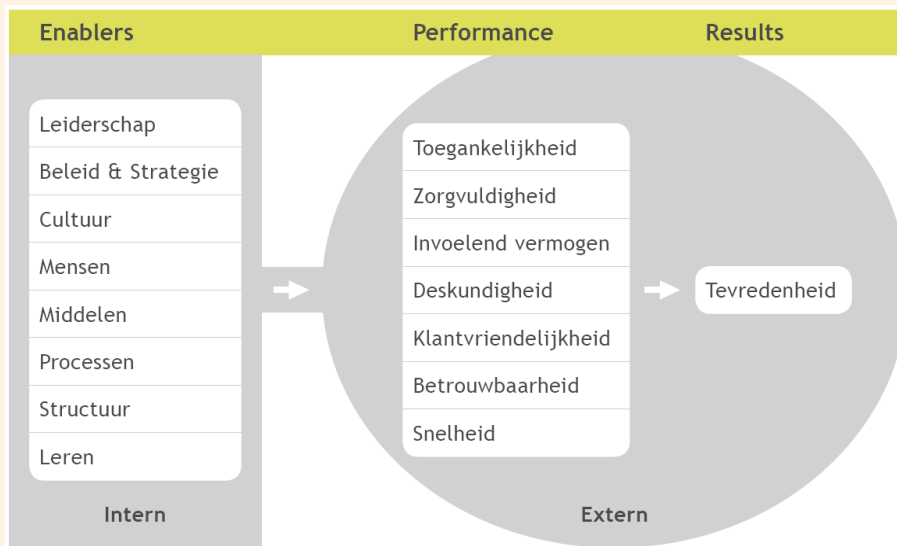 Enablers
Performance
Results
Leiderschap
Beleid & Strategie
Cultuur
Mensen
Middelen
Processen
Structuur
Leren
Intern
Toegankelijkheid
Zorgvuldigheid
Invoelend vermogen
Deskundigheid
Klantvriendelijkheid
Betrouwbaarheid
Snelheid
Tevredenheid
Extern